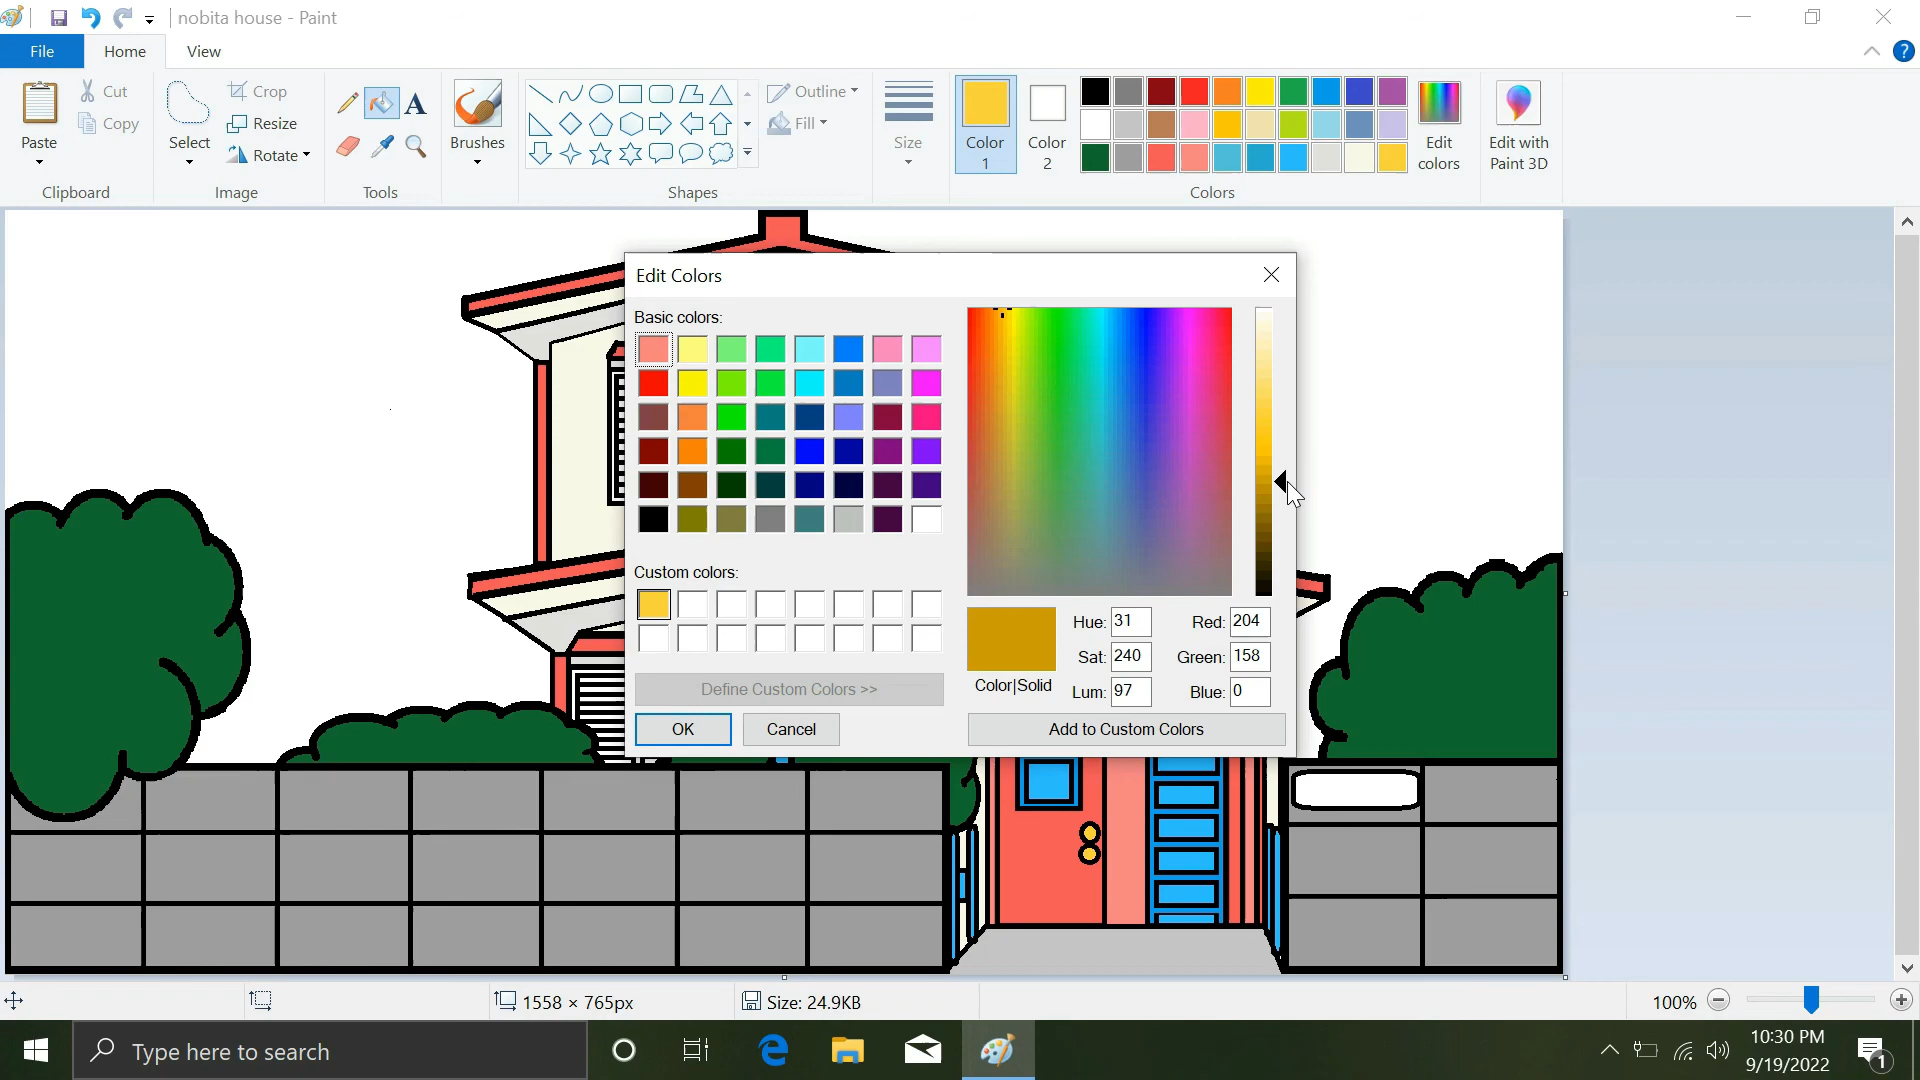 nobita house - Paint
File
Home
View
Paste
Cut
Copy
Clipboard
Select
Crop
Resize
Rotate
Image
A
Tools
Brushes
Shapes
Outline
Fill
Size
Color
1
Color
2
Colors
Edit
colors
Edit with
Paint 3D
?
Edit Colors
Basic colors:
Custom colors:
Define Custom Colors >>
OK
Cancel
Color|Solid
Hue: 31
Sat: 240
Lum: 97
Red: 204
Green: 158
Blue: 0
Add to Custom Colors
1558 × 765px
Size: 24.9KB
100%
Type here to search
10:30 PM
9/19/2022
1